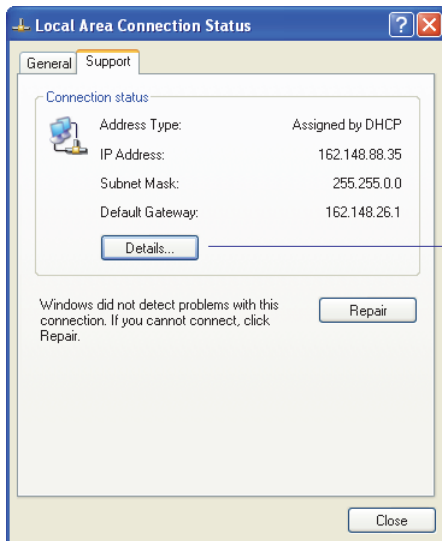 Local Area Connection Status
General Support
Connection status
Address Type: Assigned by DHCP
IP Address: 162.148.88.35
Subnet Mask: 255.255.0.0
Default Gateway: 162.148.26.1
Details...
Windows did not detect problems with this
connection. If you cannot connect, click
Repair.
Repair
Close